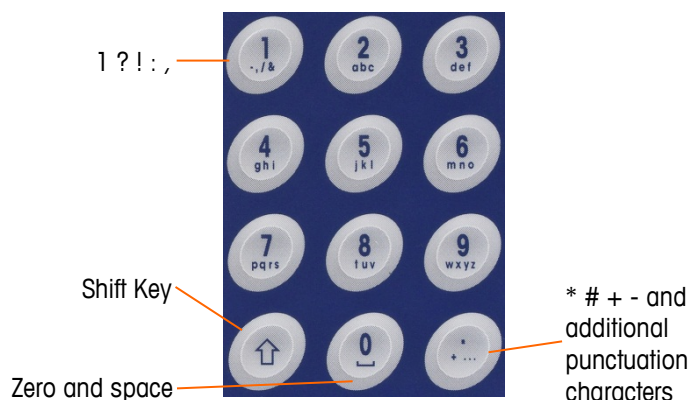 1 ? ! : ,
1
-,/&
2
abc
3
def
4
ghi
5
jkl
6
mno
7
pqrs
8
tuv
9
wxyz
Shift Key
0
*
+ ...
* # + - and
additional
punctuation
characters
Zero and space